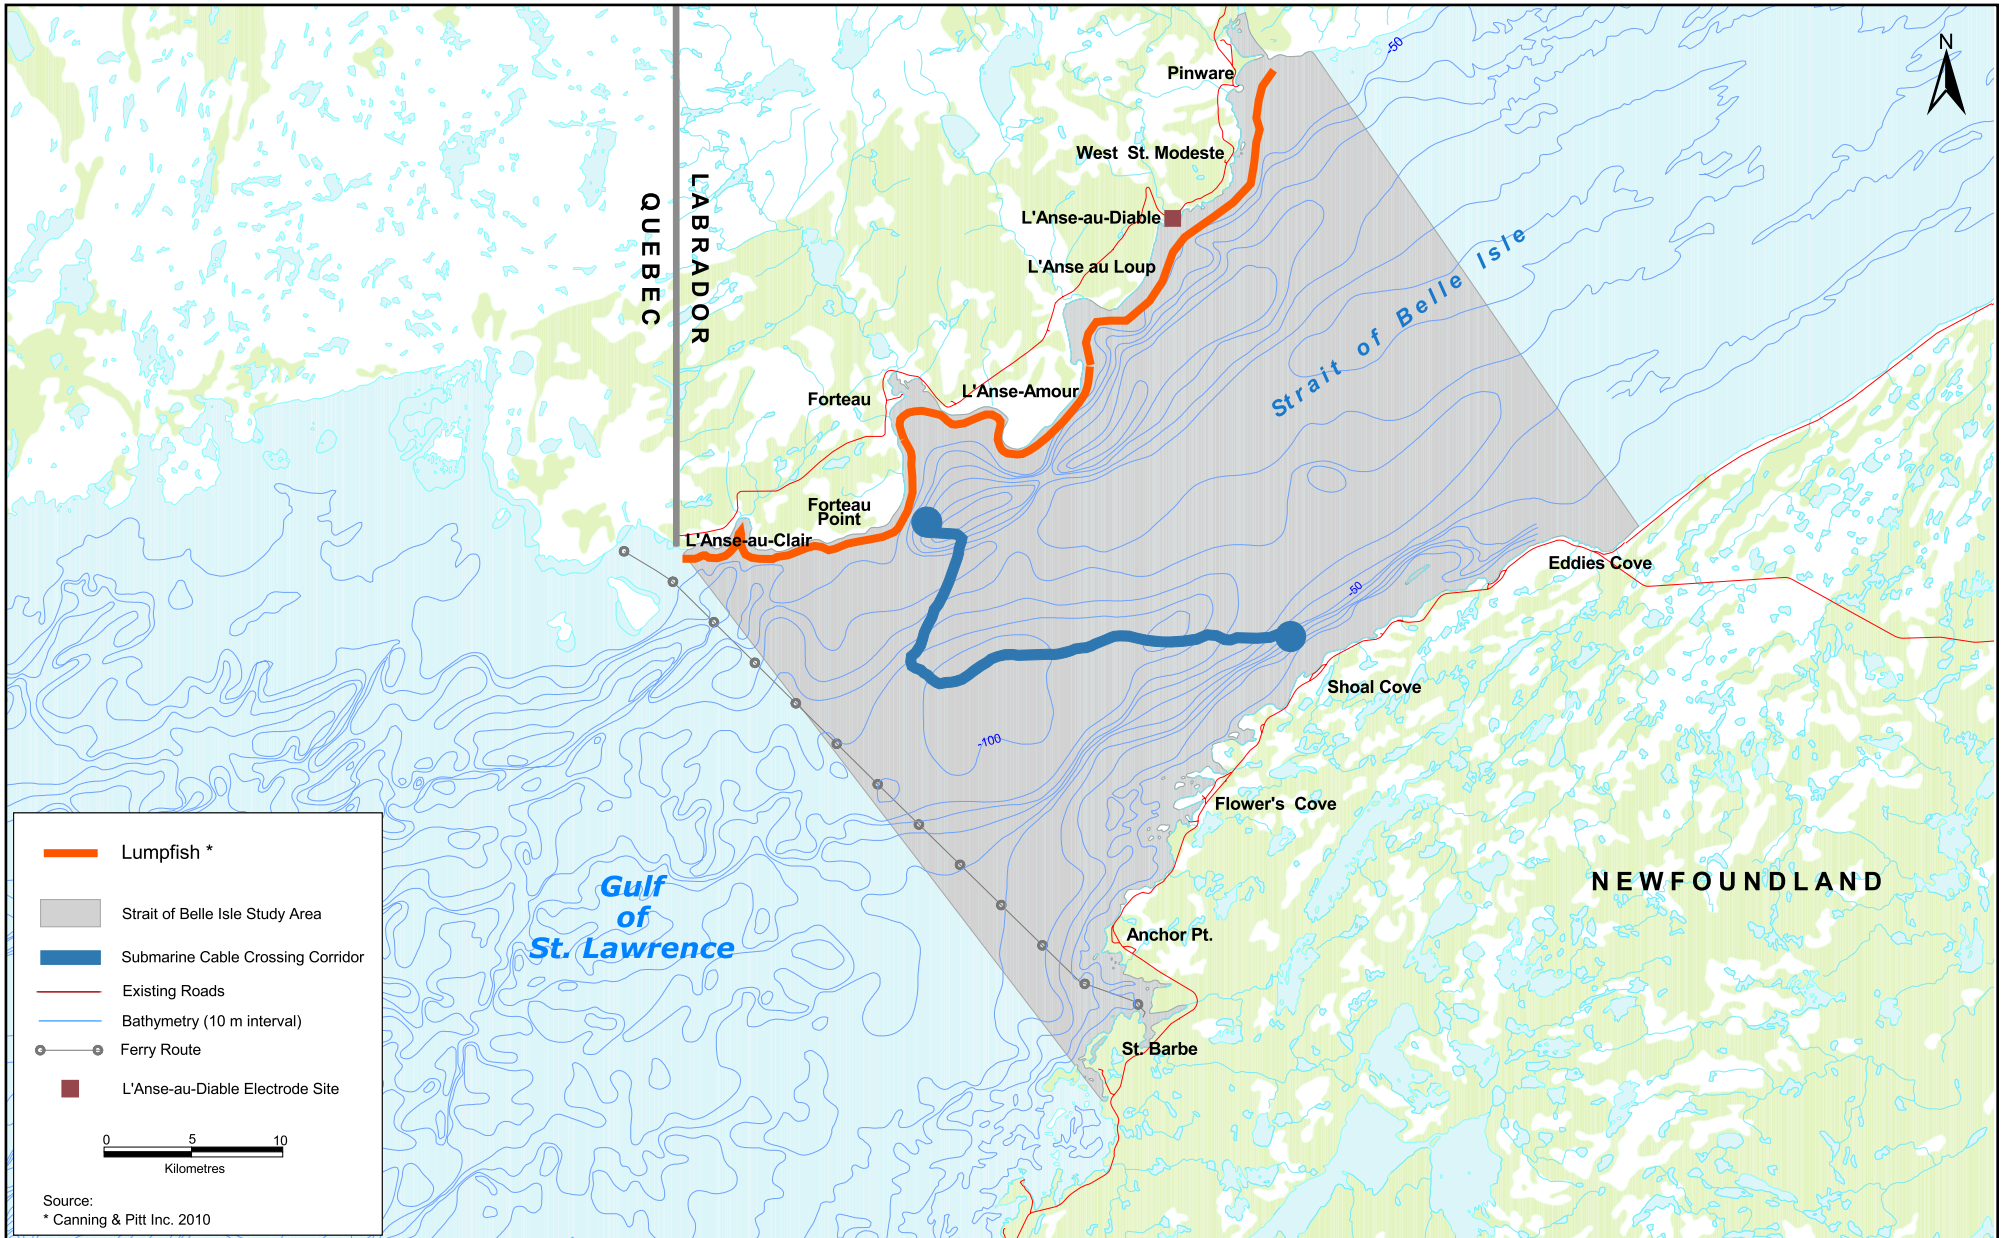 -50
N
Pinware
West St. Modeste
QUEBEC
LABRADOR
L'Anse-au-Diable
Strait of Belle Isle
L'Anse au Loup
L'Anse-Amour
Forteau
Forteau
Point
L'Anse-au-Clair
Eddies Cove
-50
Shoal Cove
-100
Flower's Cove
NEWFOUNDLAND
Gulf
of
St. Lawrence
Anchor Pt.
St. Barbe
Lumpfish *
Strait of Belle Isle Study Area
Submarine Cable Crossing Corridor
Existing Roads
Bathymetry (10 m interval)
Ferry Route
L'Anse-au-Diable Electrode Site
0 5 10
Kilometres
Source:
* Canning & Pitt Inc. 2010